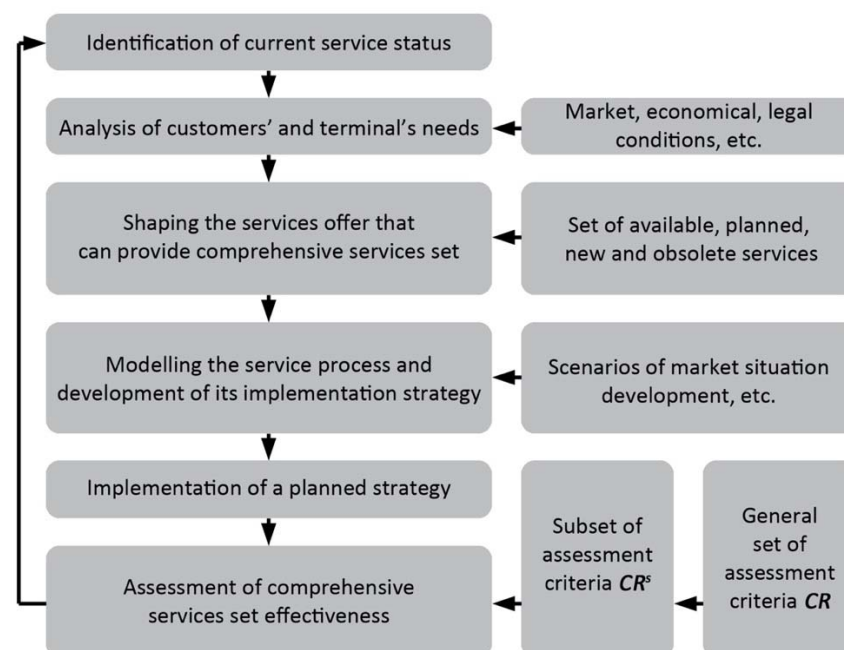 Identification of current service status
Analysis of customers’ and terminal’s needs
Market, economical, legal
conditions, etc.
Shaping the services offer that
can provide comprehensive services set
Set of available, planned,
new and obsolete services
Modelling the service process and
development of its implementation strategy
Scenarios of market situation
development, etc.
Implementation of a planned strategy
Assessment of comprehensive
services set effectiveness
Subset of
assessment
criteria CRˢ
General
set of
assessment
criteria CR